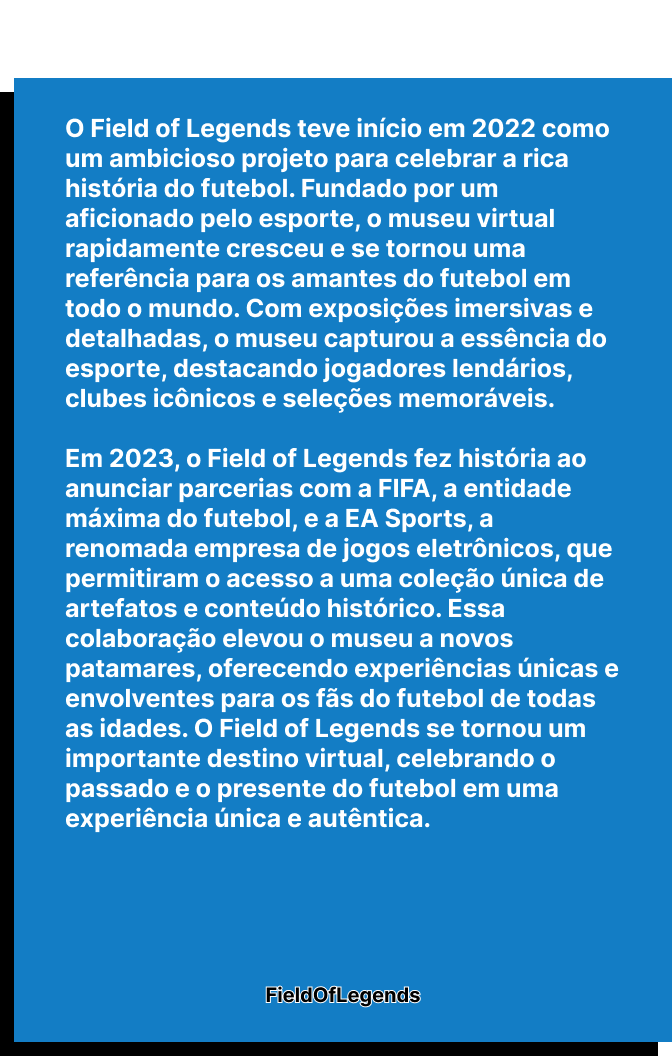 O Field of Legends teve início em 2022 como
um ambicioso projeto para celebrar a rica
história do futebol. Fundado por um
aficionado pelo esporte, o museu virtual
rapidamente cresceu e se tornou uma
referência para os amantes do futebol em
todo o mundo. Com exposições imersivas e
detalhadas, o museu capturou a essência do
esporte, destacando jogadores lendários,
clubes icônicos e seleções memoráveis.

Em 2023, o Field of Legends fez história ao
anunciar parcerias com a FIFA, a entidade
máxima do futebol, e a EA Sports, a
renomada empresa de jogos eletrônicos, que
permitiram o acesso a uma coleção única de
artefatos e conteúdo histórico. Essa
colaboração elevou o museu a novos
patamares, oferecendo experiências únicas e
envolventes para os fãs do futebol de todas
as idades. O Field of Legends se tornou um
importante destino virtual, celebrando o
passado e o presente do futebol em uma
experiência única e autêntica.

FieldOfLegends